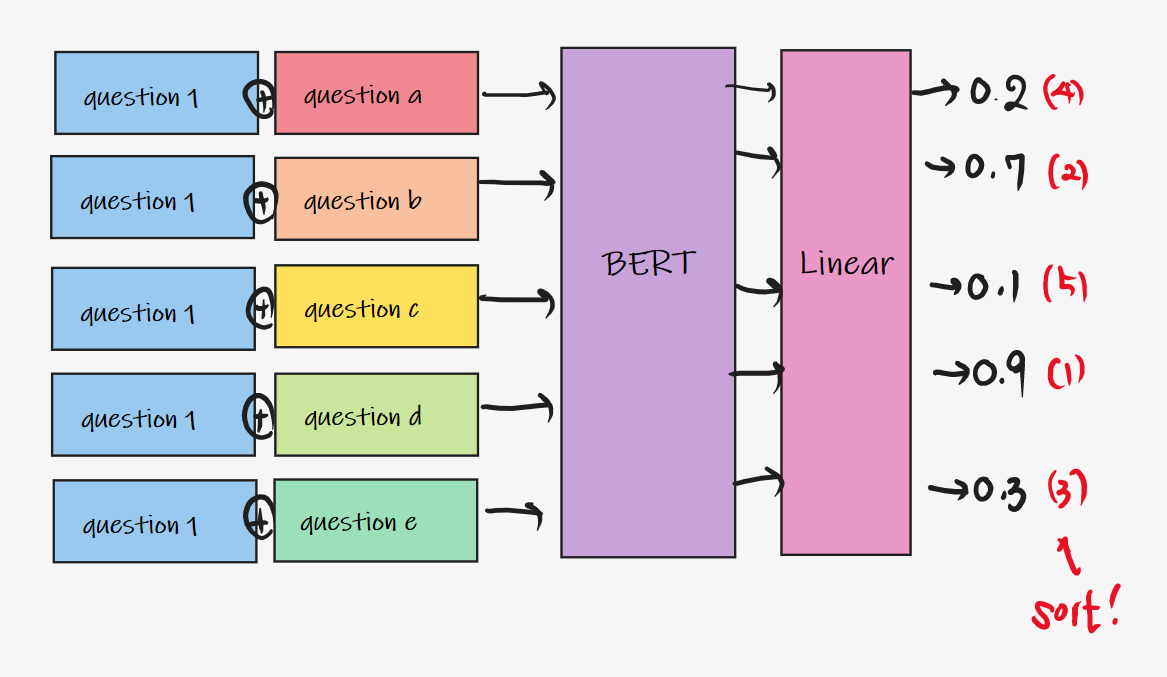 question 1 + question a 0.2 (4)
question 1 + question b 0.7 (2)
BERT Linear
question 1 + question c 0.1 (5)
question 1 + question d 0.9 (1)
question 1 + question e 0.3 (3)
sort!